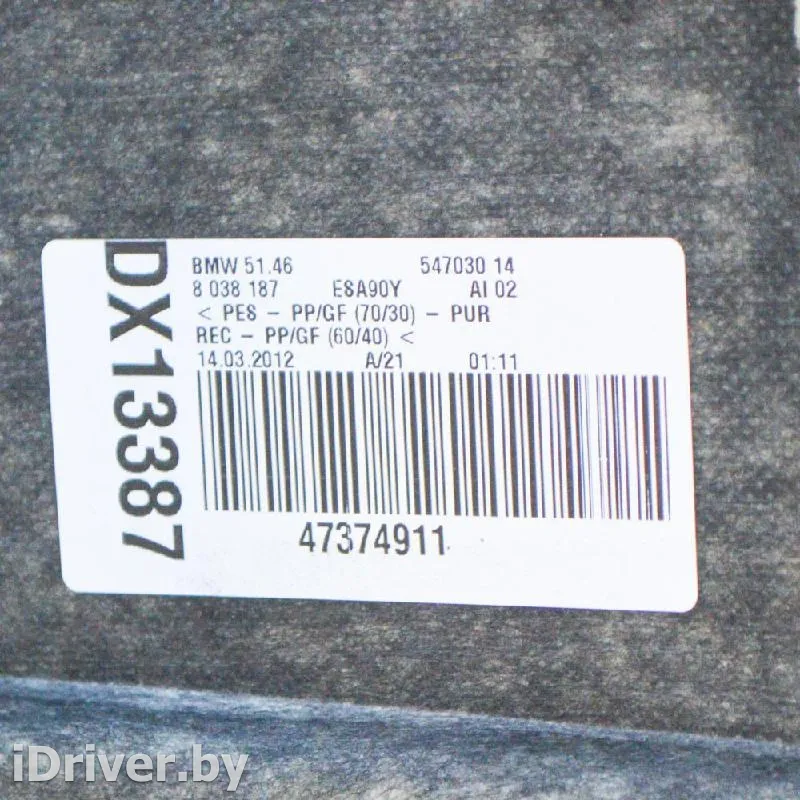 DX13387
BMW 51.46 547030 14
8 038 187 ESA90Y AI 02
< PES - PP/GF (70/30) - PUR
REC - PP/GF (60/40) <
14.03.2012 A/21 01:11
47374911
iDriver.by